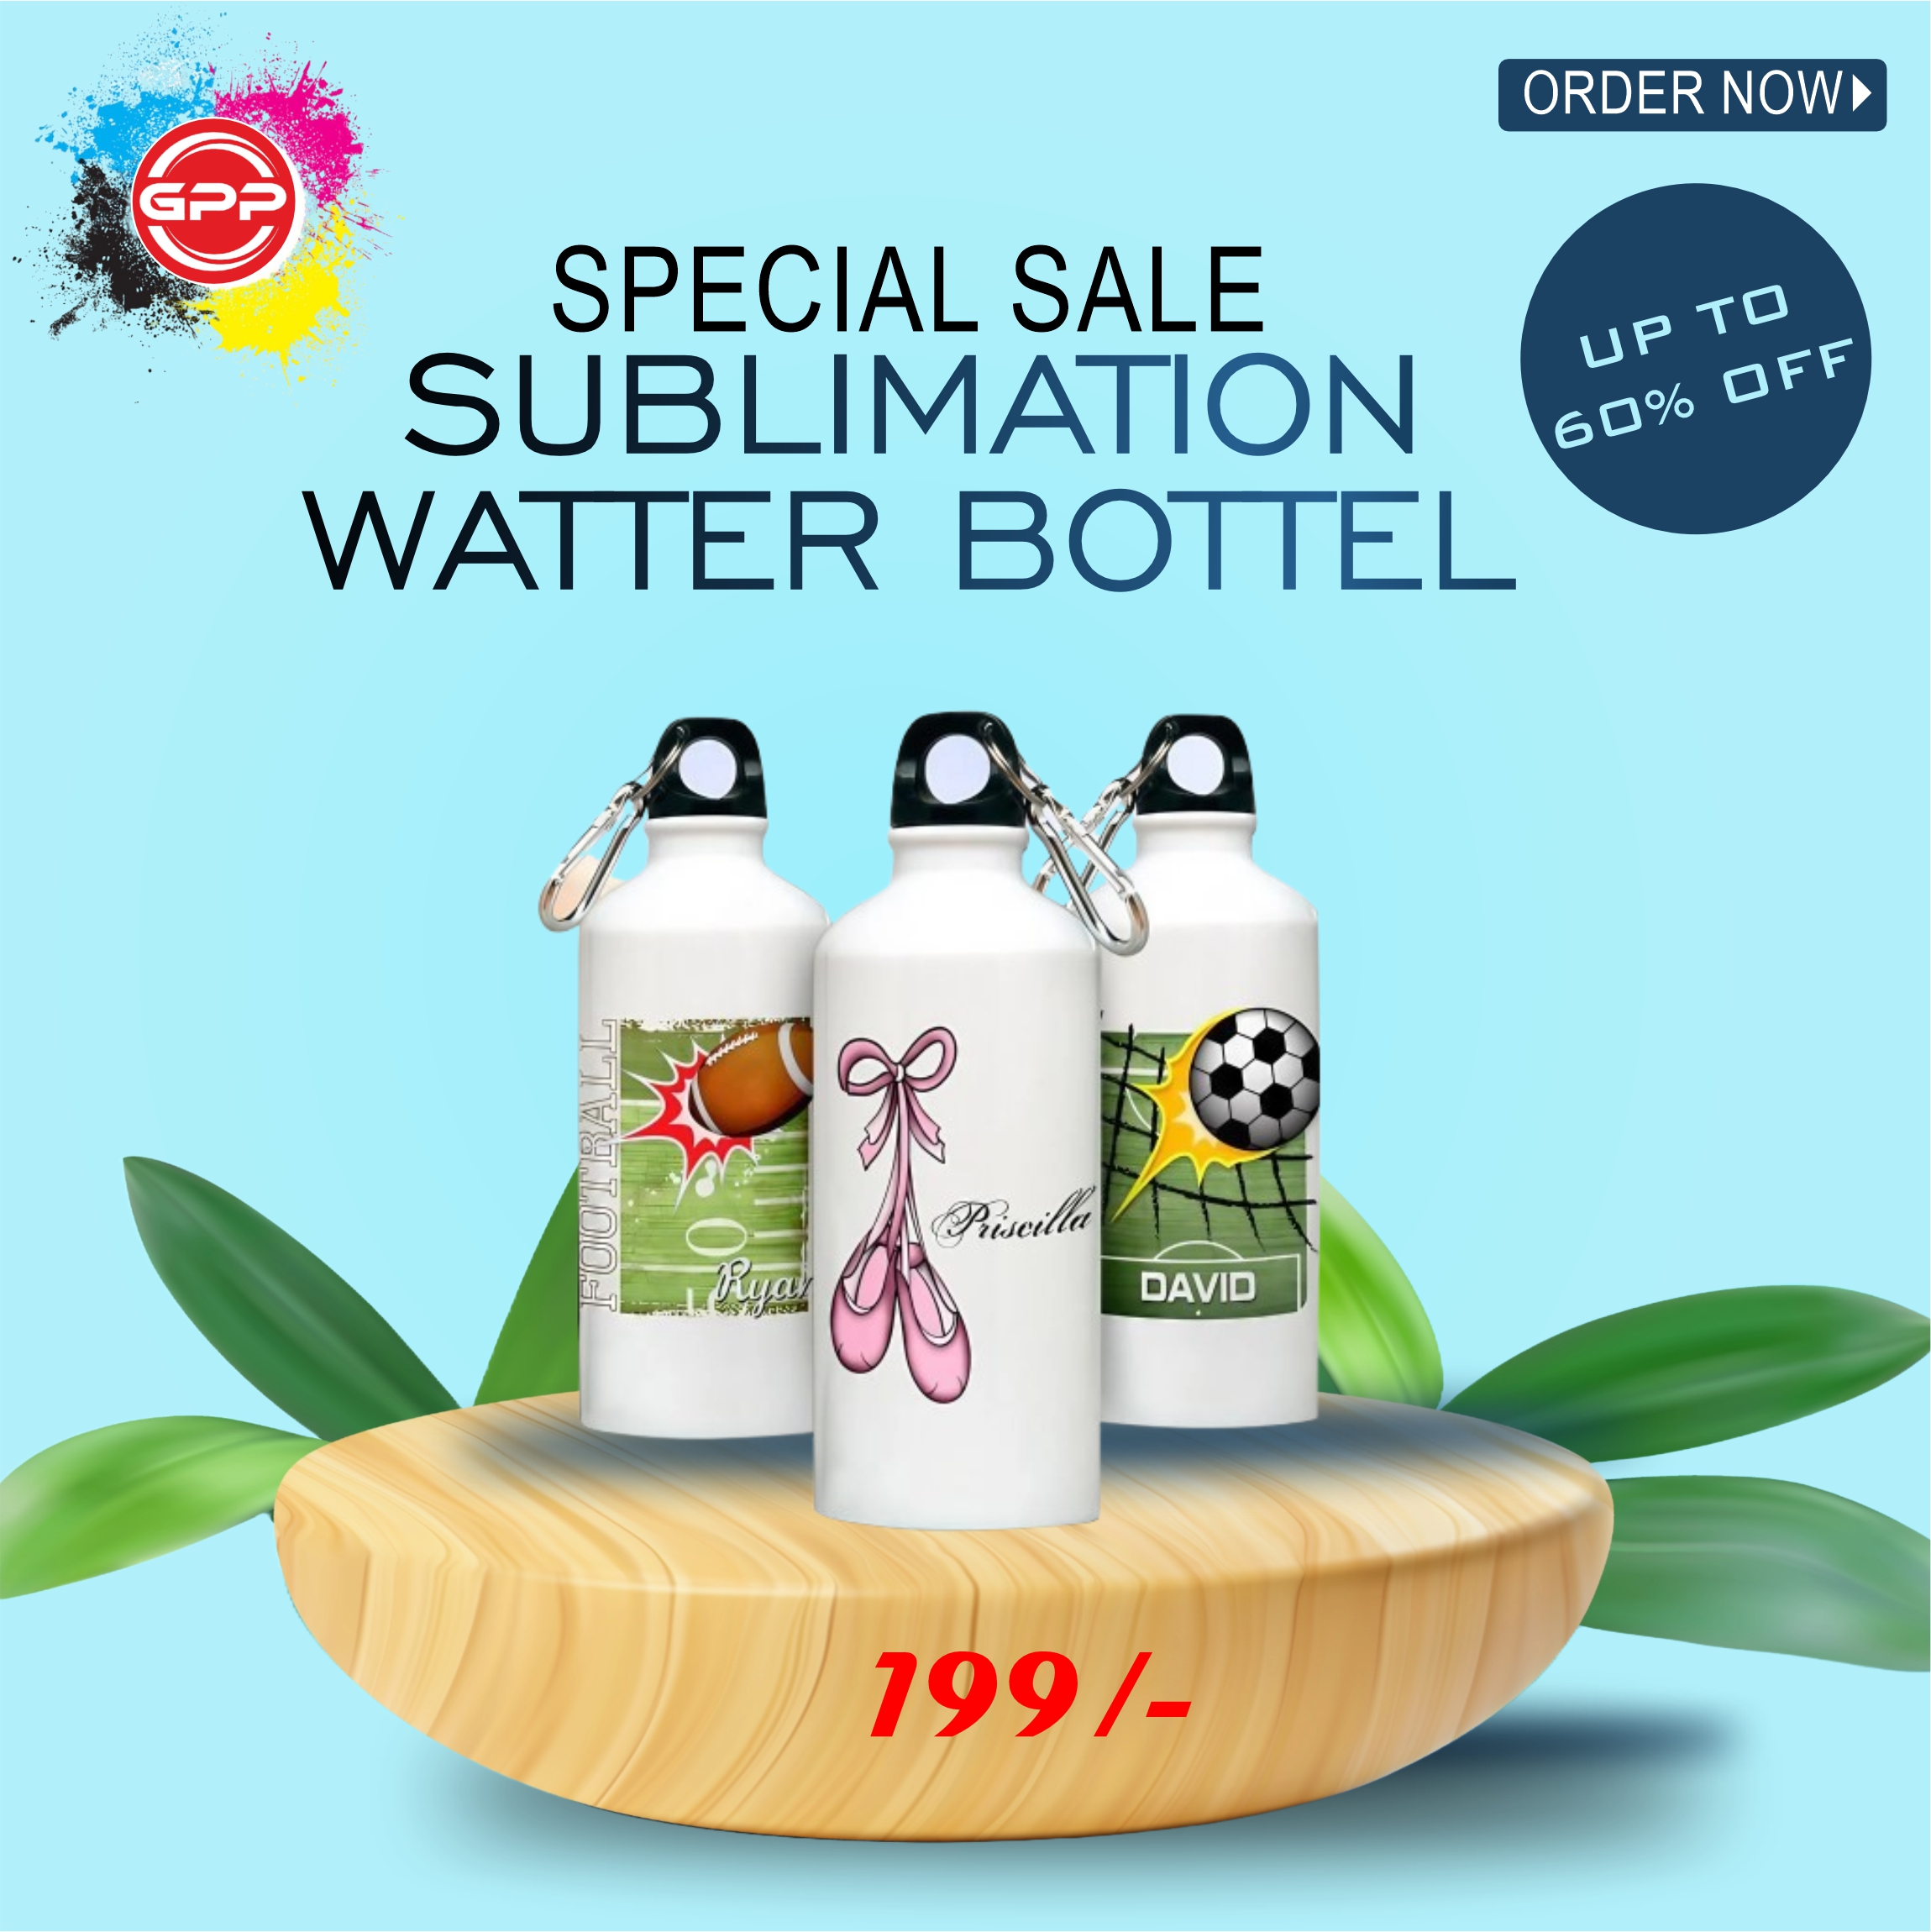 GPP
ORDER NOW
SPECIAL SALE
SUBLIMATION
WATTER BOTTEL
UP TO
60% OFF
FOOTBALL
Ryan
Priscilla
DAVID
199/-